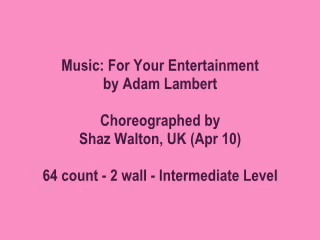 Music: For Your Entertainment
by Adam Lambert
Choreographed by
Shaz Walton, UK (Apr 10)
64 count - 2 wall - Intermediate Level